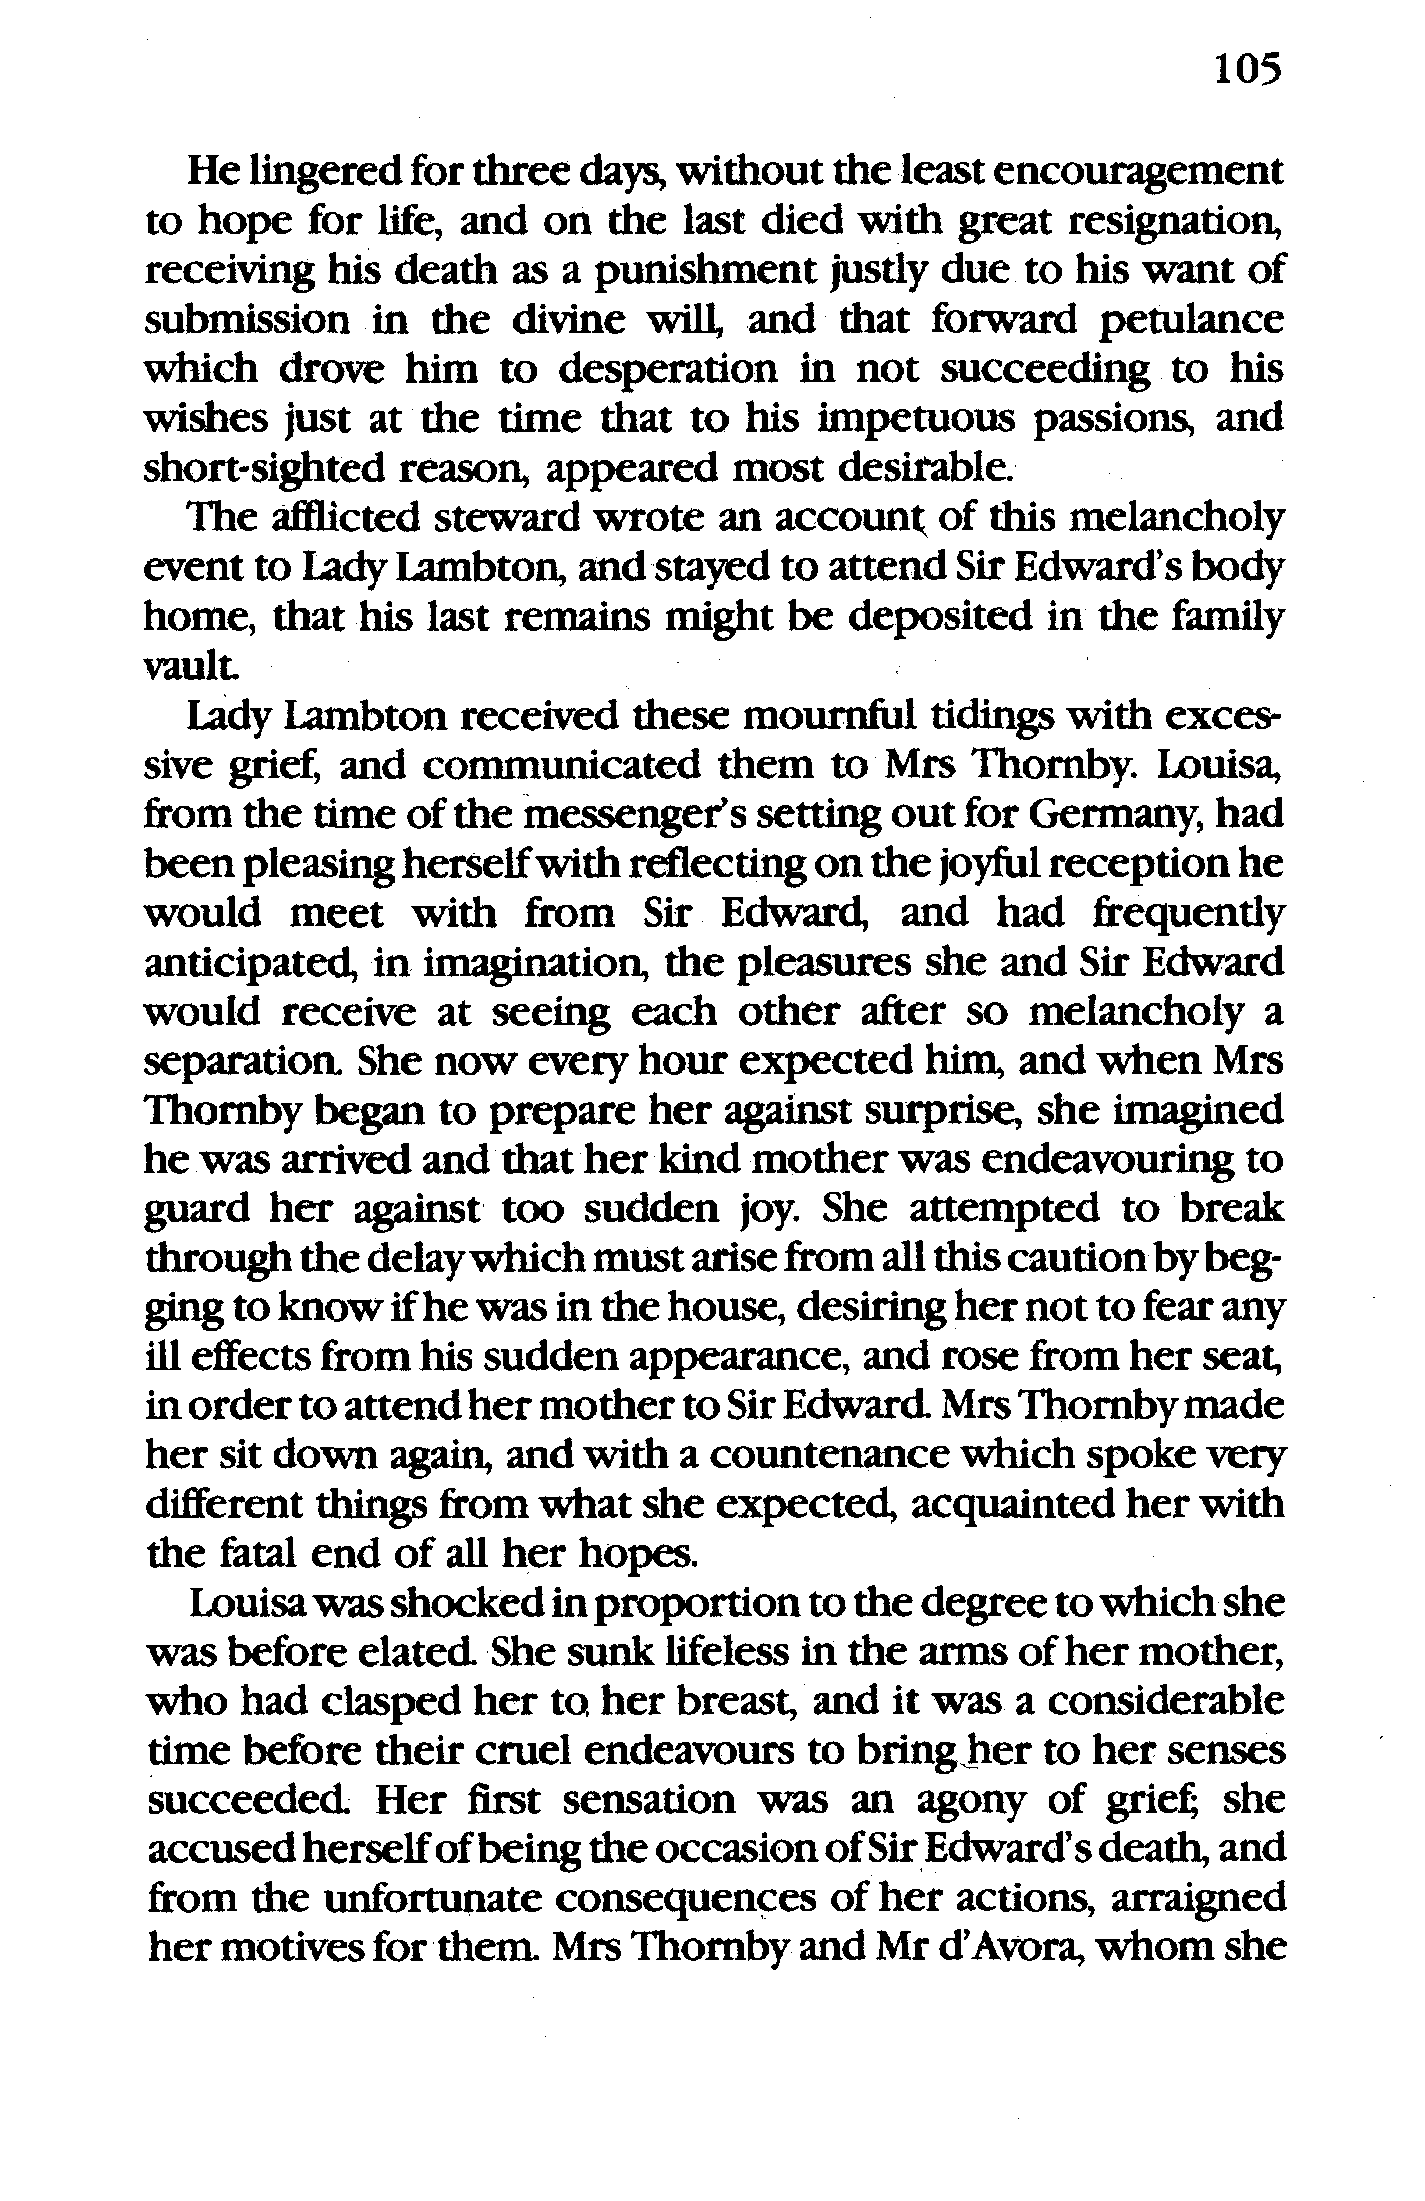 105
He lingered for three days, without the least encouragement
to hope for life, and on the last died with great resignation,
receiving his death as a punishment justly due to his want of
submission in the divine will, and that forward petulance
which drove him to desperation in not succeeding to his
wishes just at the time that to his impetuous passions, and
short-sighted reason, appeared most desirable.
The afflicted steward wrote an account of this melancholy
event to Lady Lambton, and stayed to attend Sir Edward's body
home, that his last remains might be deposited in the family
vault.
Lady Lambton received these mournful tidings with exces-
sive grief, and communicated them to Mrs Thornby. Louisa,
from the time of the messenger's setting out for Germany, had
been pleasing herself with reflecting on the joyful reception he
would meet with from Sir Edward, and had frequently
anticipated, in imagination, the pleasures she and Sir Edward
would receive at seeing each other after so melancholy a
separation. She now every hour expected him, and when Mrs
Thornby began to prepare her against surprise, she imagined
he was arrived and that her kind mother was endeavouring to
guard her against too sudden joy. She attempted to break
through the delay which must arise from all this caution by beg-
ging to know if he was in the house, desiring her not to fear any
ill effects from his sudden appearance, and rose from her seat,
in order to attend her mother to Sir Edward. Mrs Thornby made
her sit down again, and with a countenance which spoke very
different things from what she expected, acquainted her with
the fatal end of all her hopes.
Louisa was shocked in proportion to the degree to which she
was before elated. She sunk lifeless in the arms of her mother,
who had clasped her to her breast, and it was a considerable
time before their cruel endeavours to bring her to her senses
succeeded. Her first sensation was an agony of grief; she
accused herself of being the occasion of Sir Edward's death, and
from the unfortunate consequences of her actions, arraigned
her motives for them. Mrs Thornby and Mr d'Avora, whom she